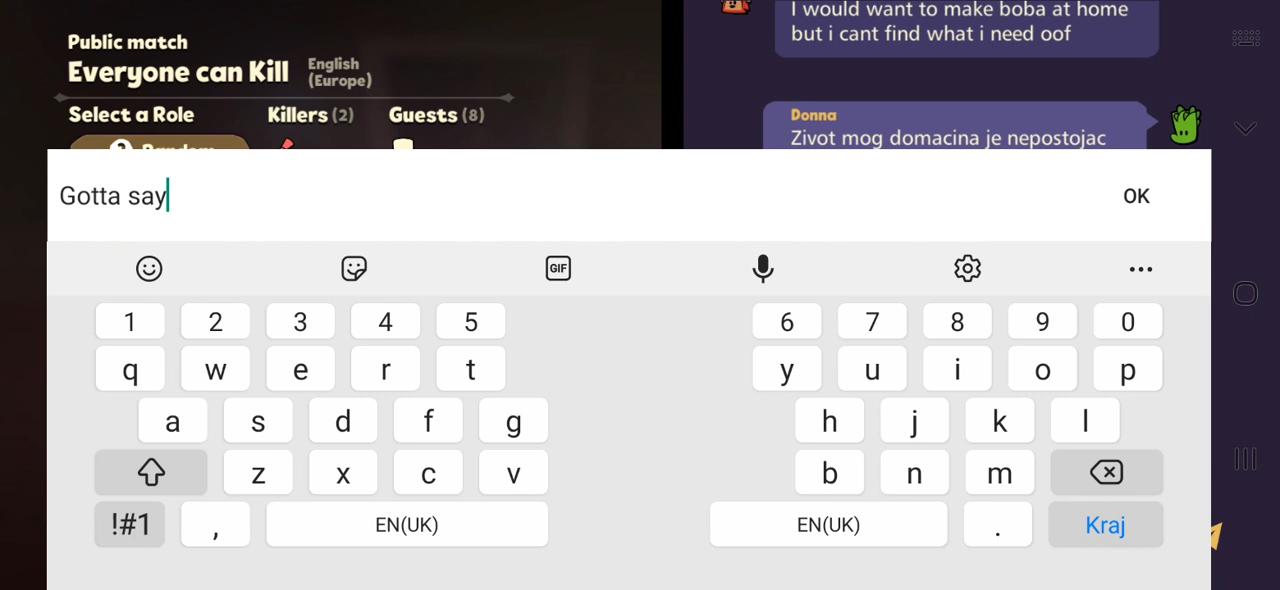 Public match
Everyone can Kill
English
(Europe)
Select a Role
Killers (2)
Guests (8)
Random
I would want to make boba at home
but i cant find what i need oof
Donna
Zivot mog domacina je nepostojac
Gotta say
OK
GIF
1 2 3 4 5 6 7 8 9 0
q w e r t y u i o p
a s d f g h j k l
z x c v b n m
!#1 , EN(UK) EN(UK) . Kraj